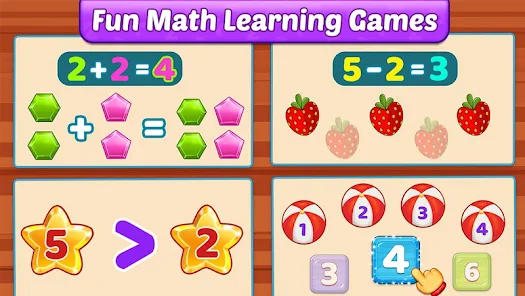 Fun Math Learning Games
2+2=4
5-2=3
+
=
5 > 2
1 2 3 4
3 4 6